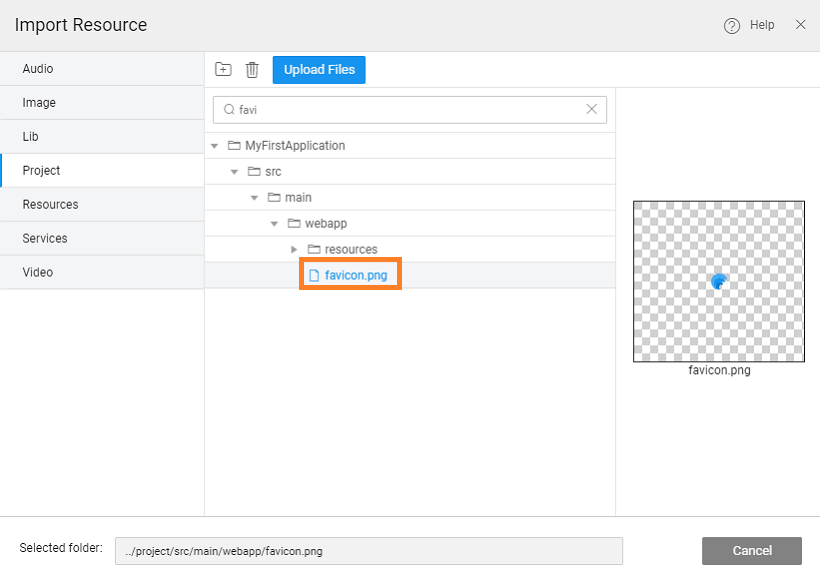 Import Resource
Help
Audio
Image
Lib
Project
Resources
Services
Video
Upload Files
favi
MyFirstApplication
src
main
webapp
resources
favicon.png
favicon.png
Selected folder:
../project/src/main/webapp/favicon.png
Cancel